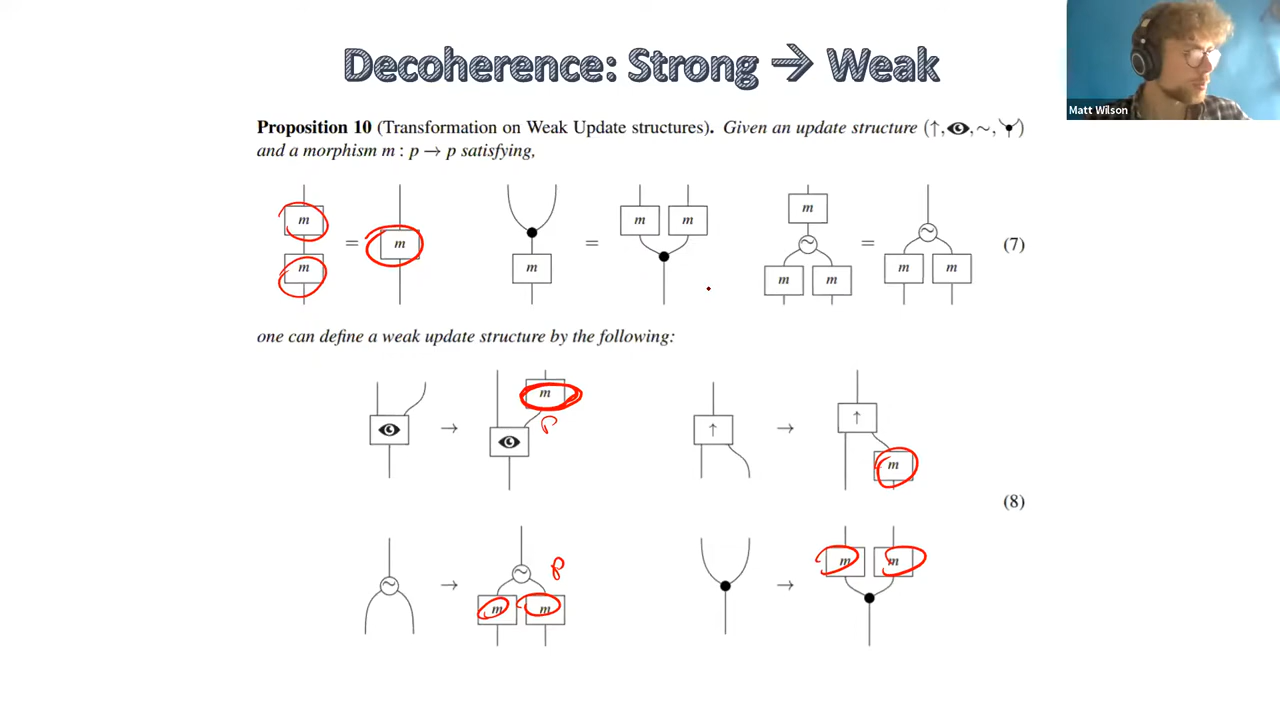 Decoherence: Strong → Weak
Matt Wilson
Proposition 10 (Transformation on Weak Update structures). Given an update structure (↑,👁,∼,)
and a morphism m : p → p satisfying,
m
m
=
m
m
=
m m
m
∼
m m
=
∼
m m
(7)
one can define a weak update structure by the following:
→
m
p
↑
→
↑
m
(8)
∼
→
∼
p
m m
→
m m